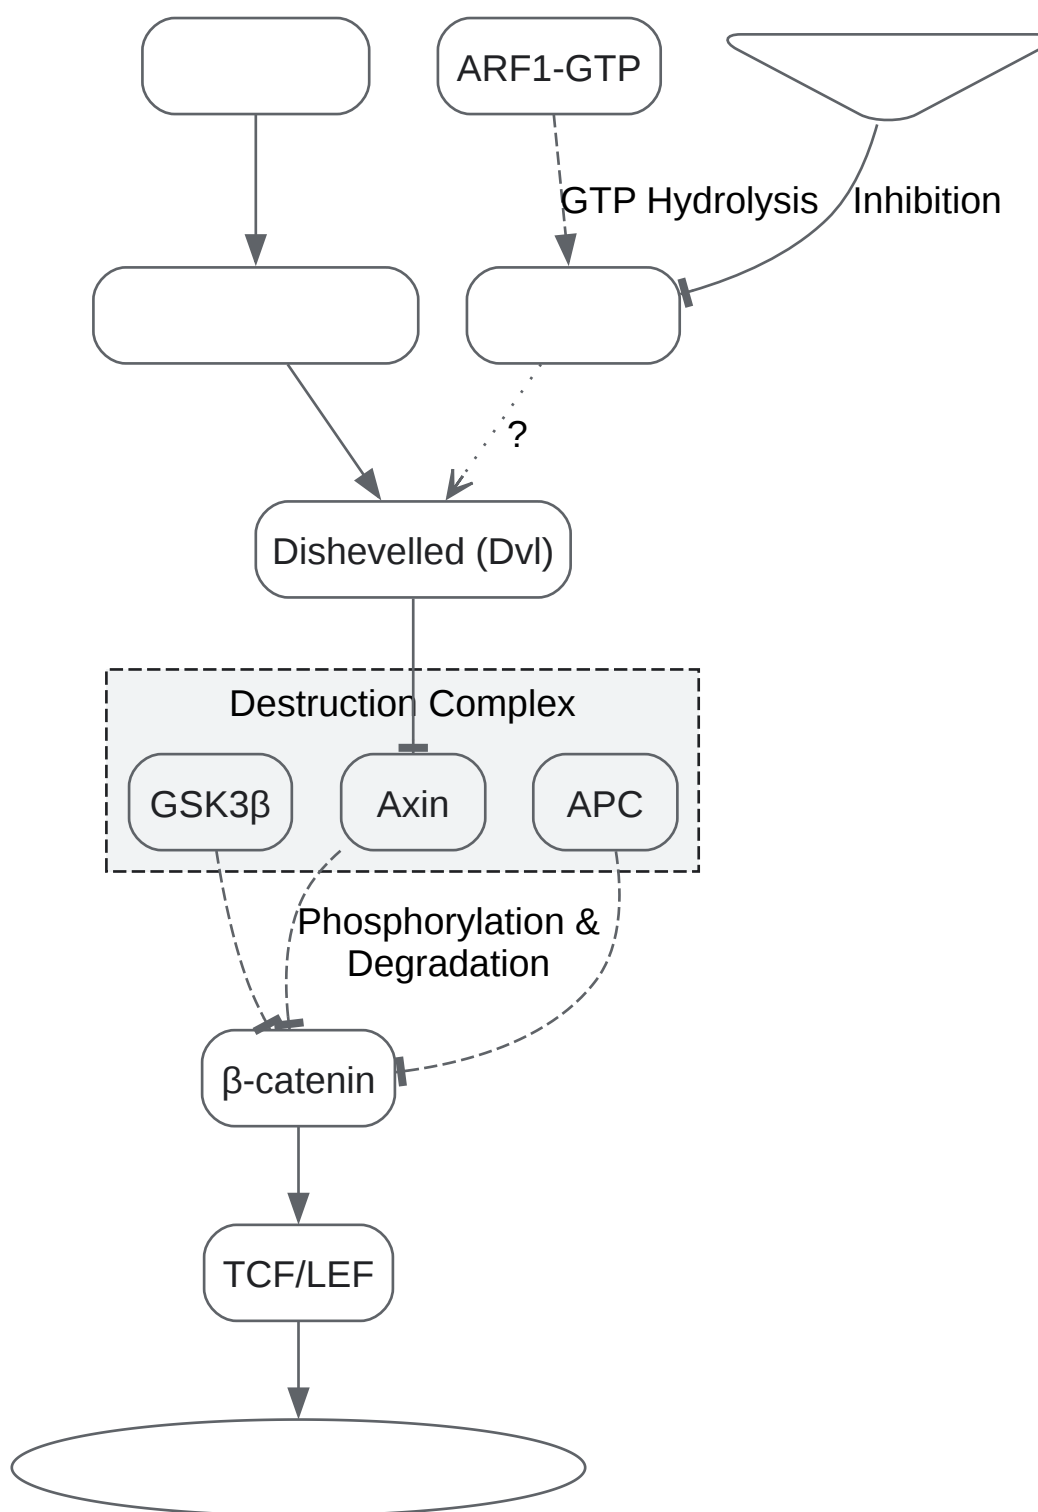 ARF1-GTP
GTP Hydrolysis
Inhibition
?
Dishevelled (Dvl)
Destruction Complex
GSK3β
Axin
APC
Phosphorylation &
Degradation
β-catenin
TCF/LEF